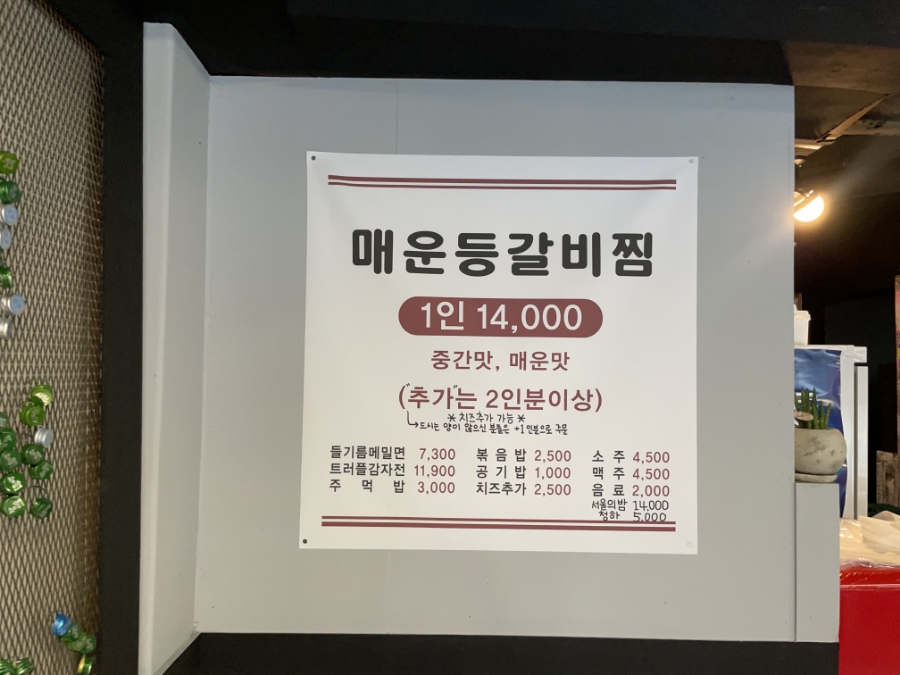 매운등갈비찜
1인 14,000
중간맛, 매운맛
("추가"는 2인분이상)
※ 치즈추가 가능 ※
↳드시는 양이 많으신 분들은 +1인분으로 주문
들기름메밀면 7,300 볶음밥 2,500 소주 4,500
트러플감자전 11,900 공기밥 1,000 맥주 4,500
주먹밥 3,000 치즈추가 2,500 음료 2,000
서울의밤 14,000
청하 5,000